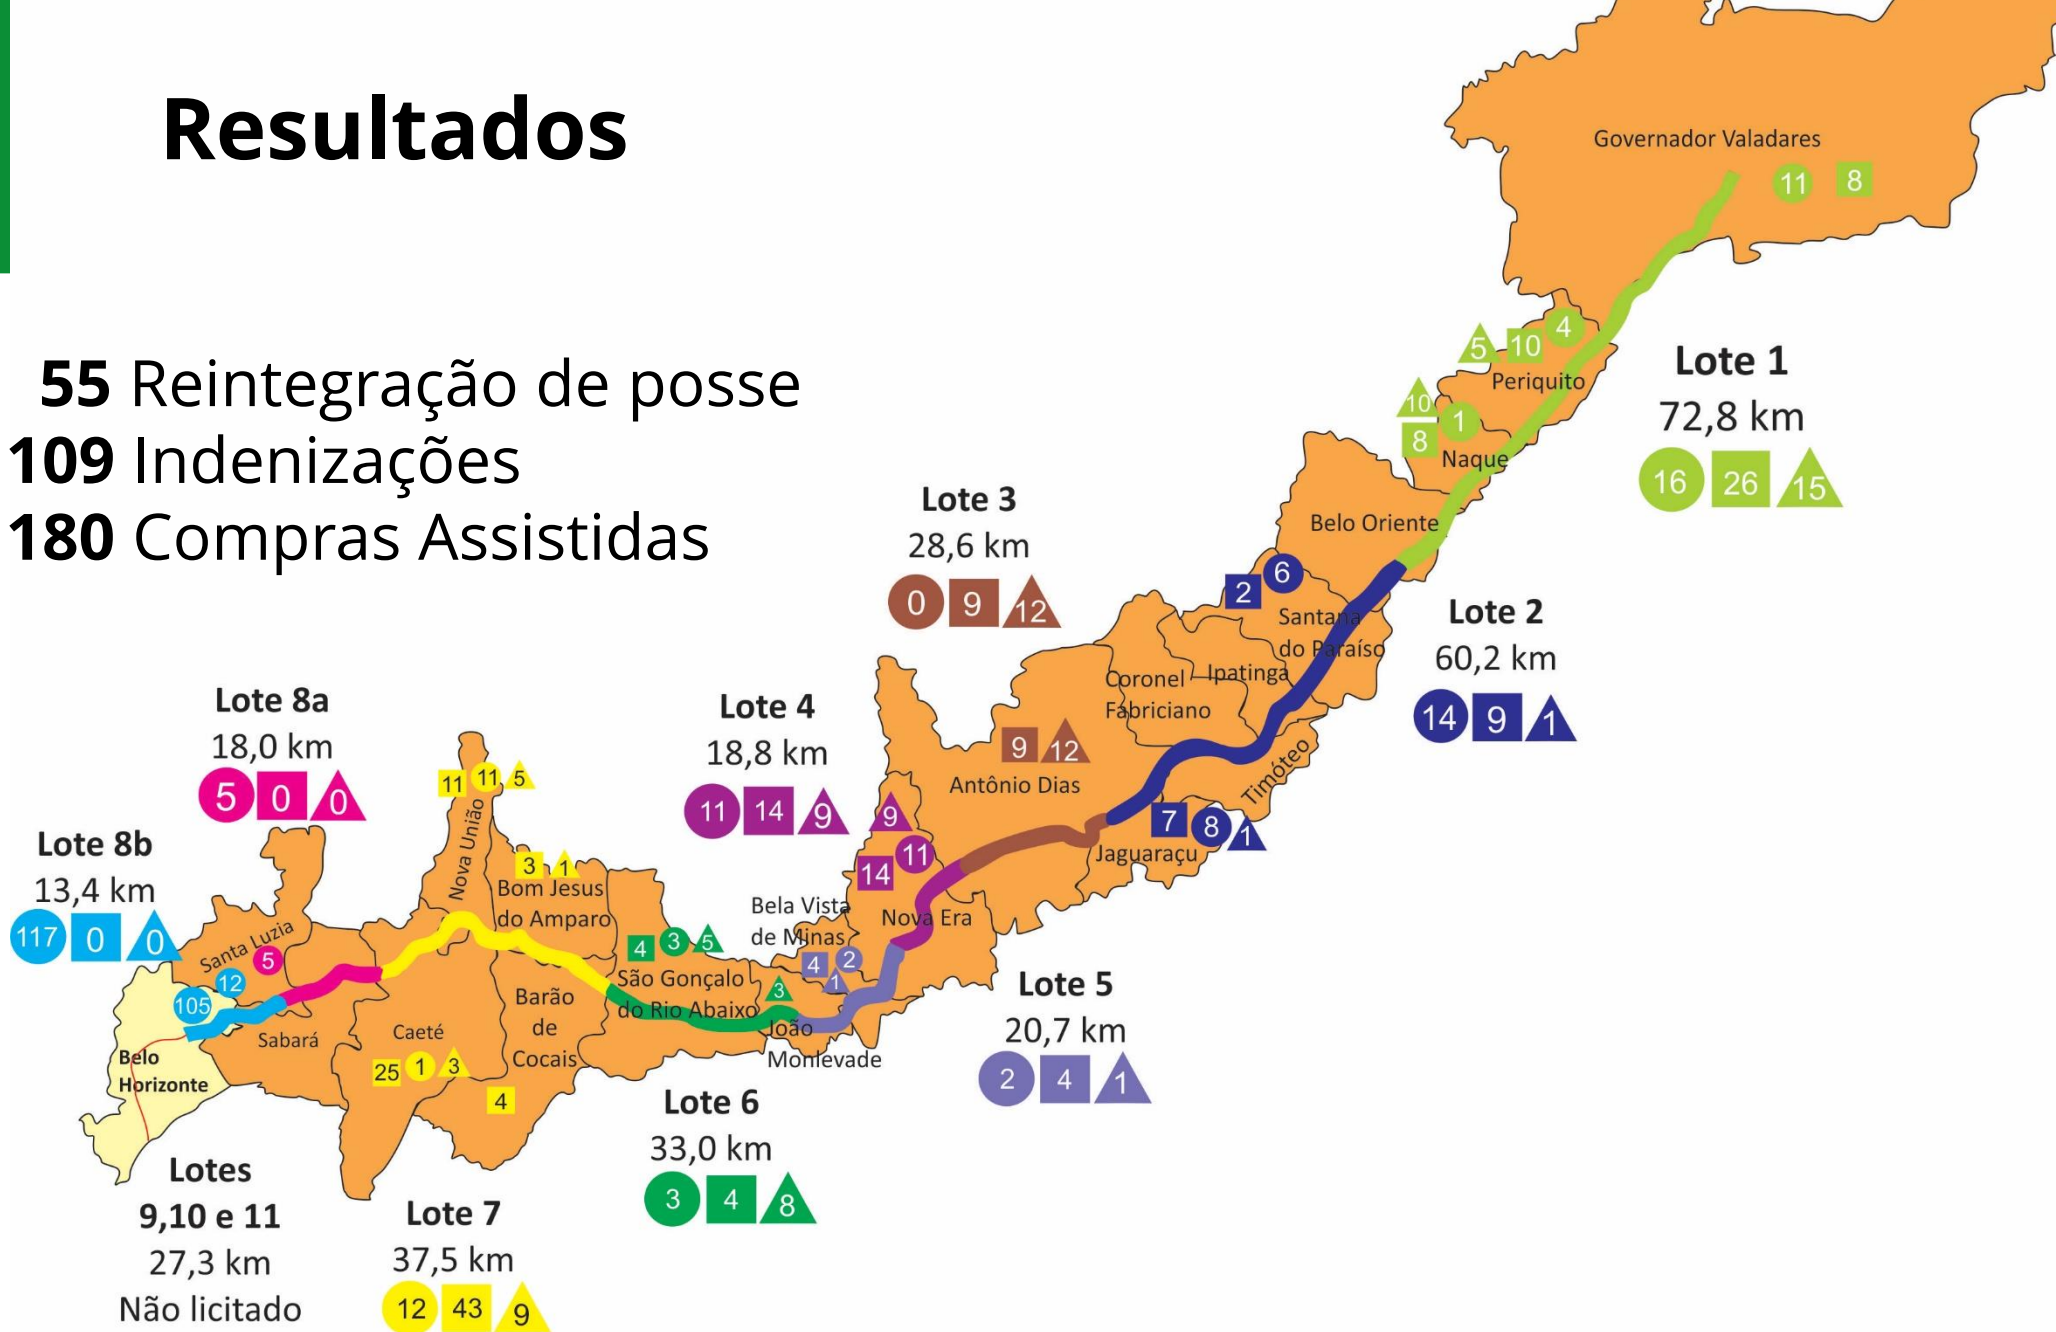 Resultados
55 Reintegração de posse
109 Indenizações
180 Compras Assistidas
Governador Valadares
11 8
5 10 4
Periquito
10 1
8
Naque
Lote 1
72,8 km
16 26 15
Belo Oriente
2 6
Santana
do Paraíso
Ipatinga
Coronel
Fabriciano
Timóteo
7 8 1
Jaguaraçu
Lote 2
60,2 km
14 9 1
Lote 3
28,6 km
0 9 12
9 12
Antônio Dias
Lote 4
18,8 km
11 14 9
9
11
14
Nova Era
Bela Vista
de Minas
4 2
1
Lote 5
20,7 km
2 4 1
3
João
Monlevade
4 3 5
São Gonçalo
do Rio Abaixo
Lote 6
33,0 km
3 4 8
11 11 5
Nova União
3 1
Bom Jesus
do Amparo
Barão
de
Cocais
4
Caeté
25 1 3
Lote 7
37,5 km
12 43 9
Lote 8a
18,0 km
5 0 0
Lote 8b
13,4 km
117 0 0
Santa Luzia
5
12
105
Sabará
Belo
Horizonte
Lotes
9,10 e 11
27,3 km
Não licitado